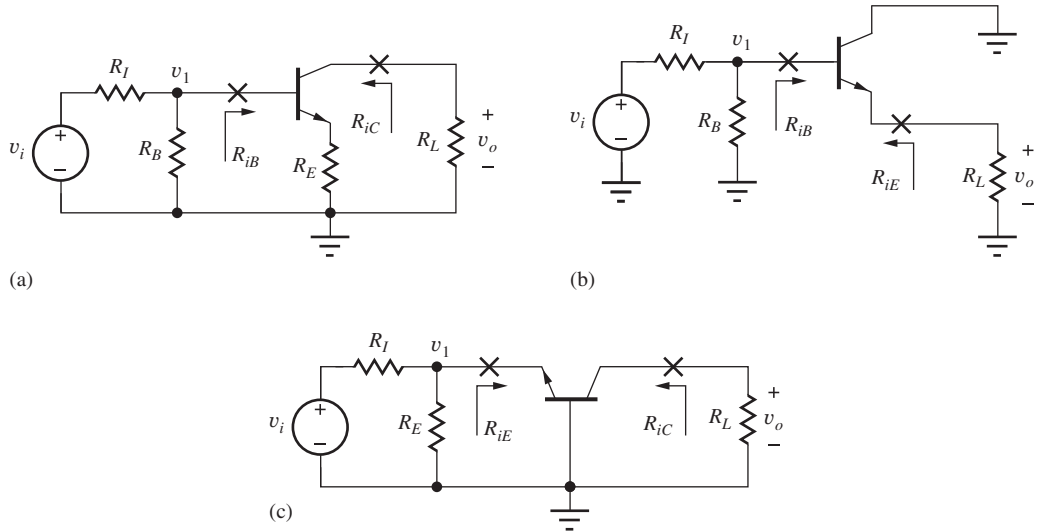 R_I
v_1
v_i
+
−
R_B
R_iB
R_E
R_iC
R_L
+
v_o
−
(a)
R_I
v_1
v_i
+
−
R_B
R_iB
R_iE
R_L
+
v_o
−
(b)
R_I
v_1
v_i
+
−
R_E
R_iE
R_iC
R_L
+
v_o
−
(c)